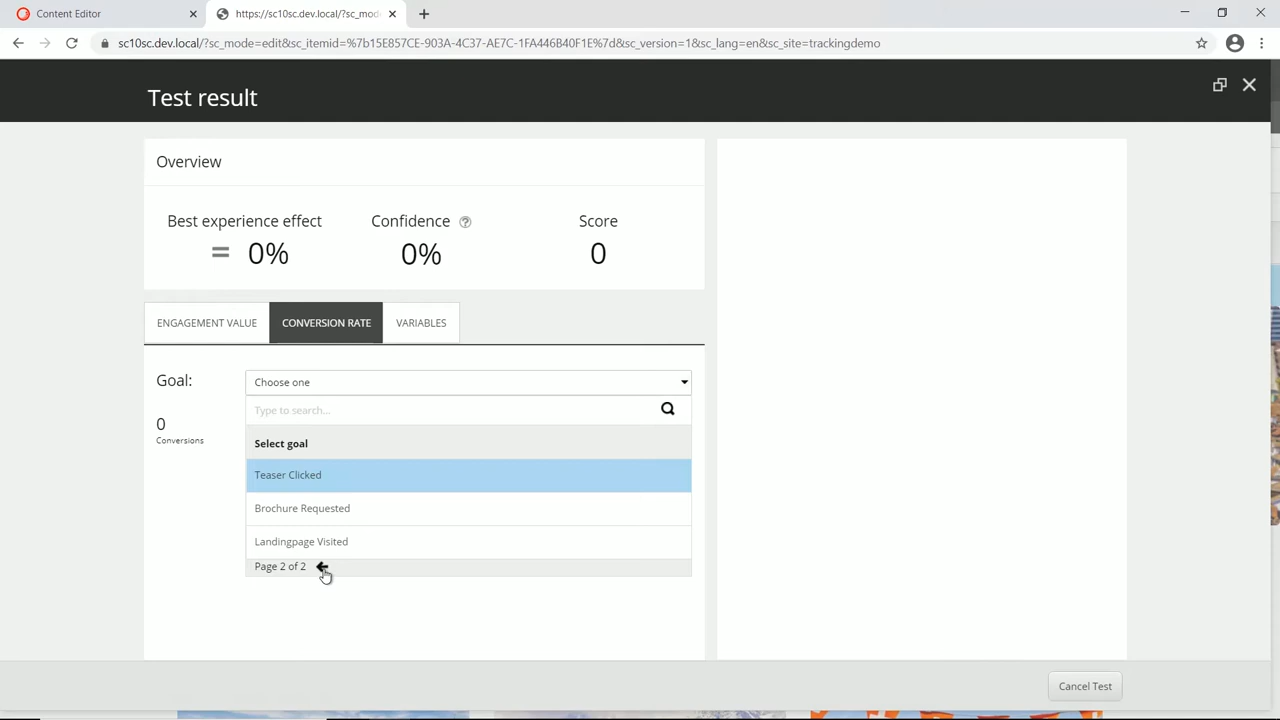 Content Editor
https://sc10sc.dev.local/?sc_mod
sc10sc.dev.local/?sc_mode=edit&sc_itemid=%7b15E857CE-903A-4C37-AE7C-1FA446B40F1E%7d&sc_version=1&sc_lang=en&sc_site=trackingdemo
Test result
Overview
Best experience effect Confidence ? Score
= 0% 0% 0
ENGAGEMENT VALUE CONVERSION RATE VARIABLES
Goal: Choose one
Type to search...
0
Conversions
Select goal
Teaser Clicked
Brochure Requested
Landingpage Visited
Page 2 of 2
Cancel Test